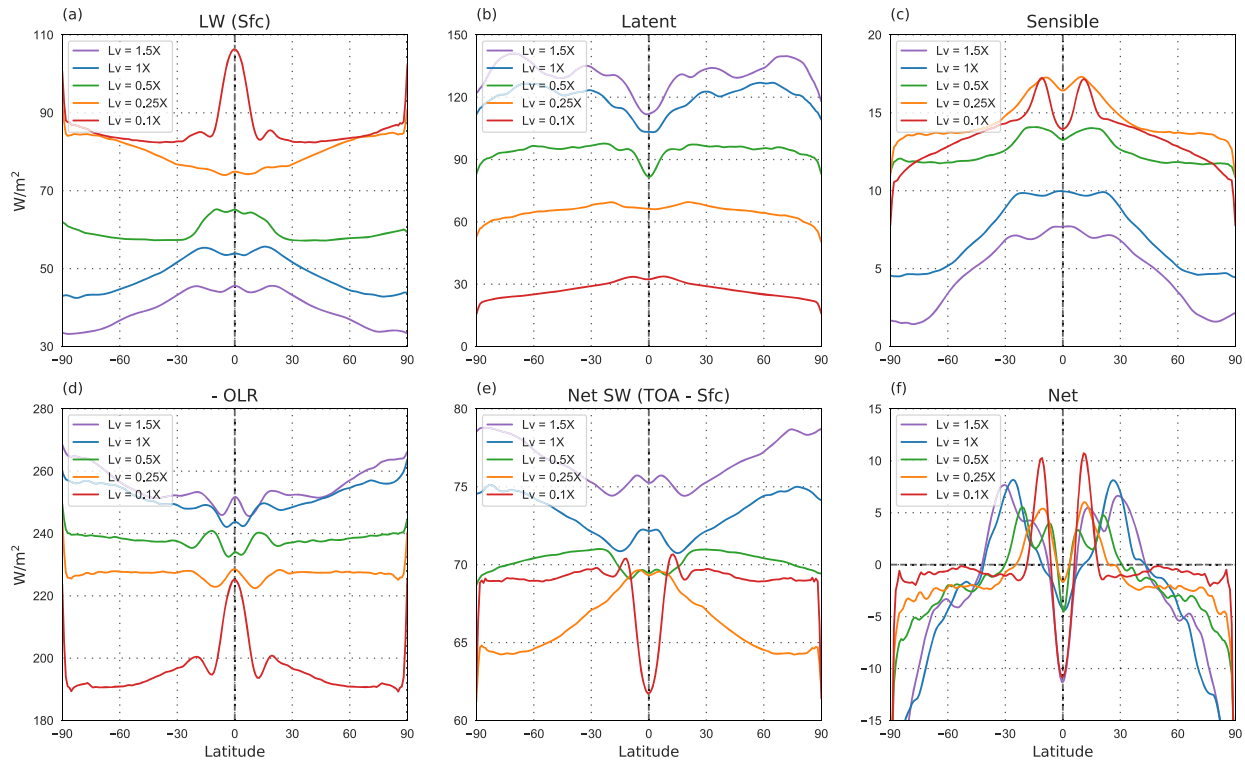 (a) LW (Sfc)
W/m²
110
90
70
50
30
Lv = 1.5X
Lv = 1X
Lv = 0.5X
Lv = 0.25X
Lv = 0.1X
−90 −60 −30 0 30 60 90
(b) Latent
150
120
90
60
30
0
Lv = 1.5X
Lv = 1X
Lv = 0.5X
Lv = 0.25X
Lv = 0.1X
−90 −60 −30 0 30 60 90
(c) Sensible
20
15
10
5
0
Lv = 1.5X
Lv = 1X
Lv = 0.5X
Lv = 0.25X
Lv = 0.1X
−90 −60 −30 0 30 60 90
(d) - OLR
W/m²
280
260
240
220
200
180
Lv = 1.5X
Lv = 1X
Lv = 0.5X
Lv = 0.25X
Lv = 0.1X
−90 −60 −30 0 30 60 90
Latitude
(e) Net SW (TOA - Sfc)
80
75
70
65
60
Lv = 1.5X
Lv = 1X
Lv = 0.5X
Lv = 0.25X
Lv = 0.1X
−90 −60 −30 0 30 60 90
Latitude
(f) Net
15
10
5
0
−5
−10
−15
Lv = 1.5X
Lv = 1X
Lv = 0.5X
Lv = 0.25X
Lv = 0.1X
−90 −60 −30 0 30 60 90
Latitude